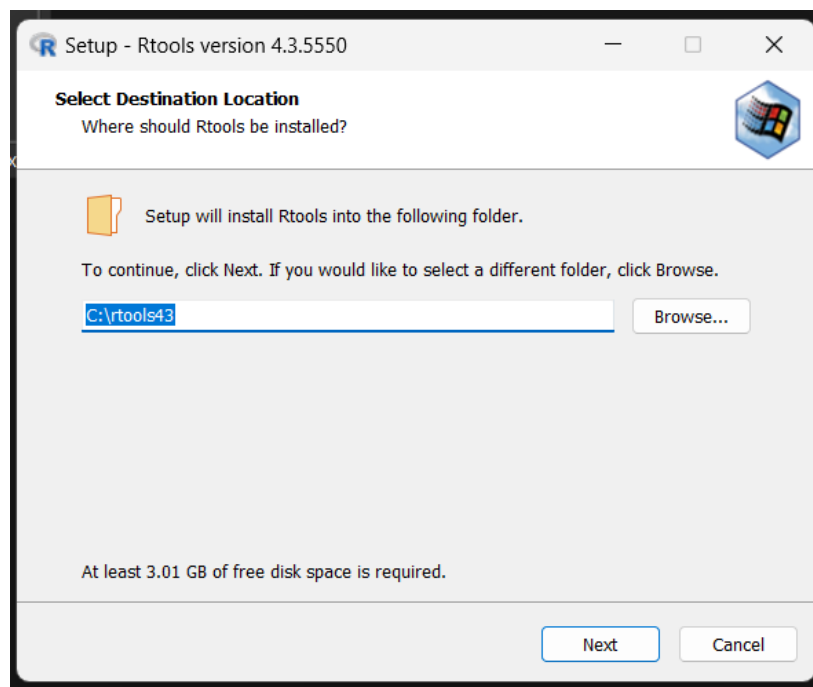 Setup - Rtools version 4.3.5550
Select Destination Location
Where should Rtools be installed?
Setup will install Rtools into the following folder.
To continue, click Next. If you would like to select a different folder, click Browse.
C:\rtools43
Browse...
At least 3.01 GB of free disk space is required.
Next
Cancel